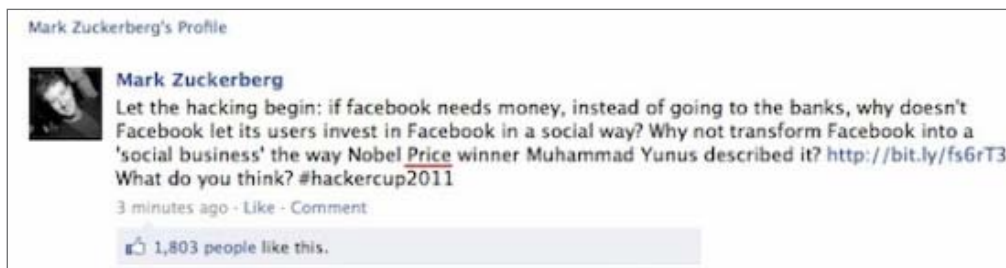 Mark Zuckerberg's Profile
Mark Zuckerberg
Let the hacking begin: if facebook needs money, instead of going to the banks, why doesn't
Facebook let its users invest in Facebook in a social way? Why not transform Facebook into a
'social business' the way Nobel Price winner Muhammad Yunus described it? http://bit.ly/fs6rT3
What do you think? #hackercup2011
3 minutes ago · Like · Comment
1,803 people like this.